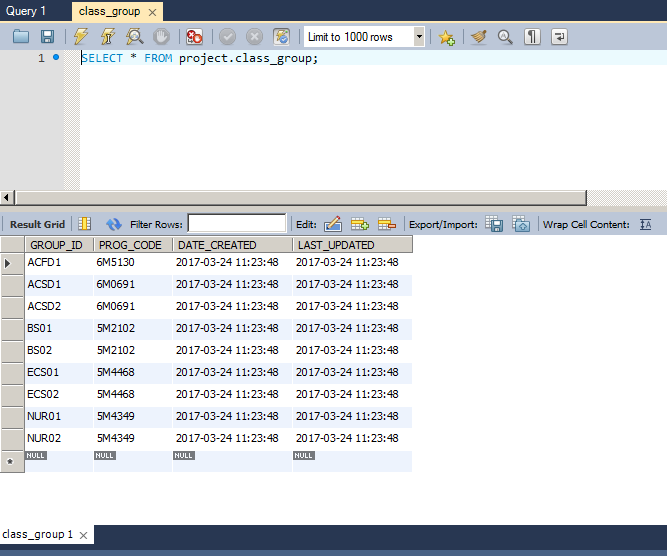 Query 1 class_group ×
Limit to 1000 rows
1 SELECT * FROM project.class_group;
Result Grid Filter Rows: Edit: Export/Import: Wrap Cell Content: IA
GROUP_ID PROG_CODE DATE_CREATED LAST_UPDATED
ACFD1 6M5130 2017-03-24 11:23:48 2017-03-24 11:23:48
ACSD1 6M0691 2017-03-24 11:23:48 2017-03-24 11:23:48
ACSD2 6M0691 2017-03-24 11:23:48 2017-03-24 11:23:48
BS01 5M2102 2017-03-24 11:23:48 2017-03-24 11:23:48
BS02 5M2102 2017-03-24 11:23:48 2017-03-24 11:23:48
ECS01 5M4468 2017-03-24 11:23:48 2017-03-24 11:23:48
ECS02 5M4468 2017-03-24 11:23:48 2017-03-24 11:23:48
NUR01 5M4349 2017-03-24 11:23:48 2017-03-24 11:23:48
NUR02 5M4349 2017-03-24 11:23:48 2017-03-24 11:23:48
* NULL NULL NULL NULL
class_group 1 ×